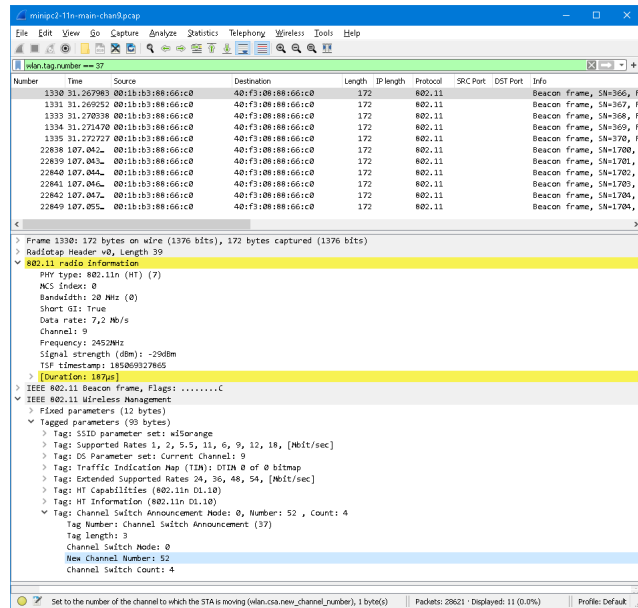 minipc2-11n-main-chan9.pcap
File Edit View Go Capture Analyze Statistics Telephony Wireless Tools Help
wlan.tag.number == 37
Number Time Source Destination Length IP length Protocol SRC Port DST Port Info
1330 31.267983 00:1b:b3:88:66:c0 40:f3:08:88:66:c0 172 802.11 Beacon frame, SN=366, F
1331 31.269252 00:1b:b3:88:66:c0 40:f3:08:88:66:c0 172 802.11 Beacon frame, SN=367, F
1333 31.270338 00:1b:b3:88:66:c0 40:f3:08:88:66:c0 172 802.11 Beacon frame, SN=368, F
1334 31.271470 00:1b:b3:88:66:c0 40:f3:08:88:66:c0 172 802.11 Beacon frame, SN=369, F
1335 31.272727 00:1b:b3:88:66:c0 40:f3:08:88:66:c0 172 802.11 Beacon frame, SN=370, F
22838 107.042… 00:1b:b3:88:66:c0 40:f3:08:88:66:c0 172 802.11 Beacon frame, SN=1700,
22839 107.043… 00:1b:b3:88:66:c0 40:f3:08:88:66:c0 172 802.11 Beacon frame, SN=1701,
22840 107.044… 00:1b:b3:88:66:c0 40:f3:08:88:66:c0 172 802.11 Beacon frame, SN=1702,
22841 107.046… 00:1b:b3:88:66:c0 40:f3:08:88:66:c0 172 802.11 Beacon frame, SN=1703,
22842 107.047… 00:1b:b3:88:66:c0 40:f3:08:88:66:c0 172 802.11 Beacon frame, SN=1704,
22849 107.055… 00:1b:b3:88:66:c0 40:f3:08:88:66:c0 172 802.11 Beacon frame, SN=1704,
Frame 1330: 172 bytes on wire (1376 bits), 172 bytes captured (1376 bits)
Radiotap Header v0, Length 39
802.11 radio information
PHY type: 802.11n (HT) (7)
MCS index: 0
Bandwidth: 20 MHz (0)
Short GI: True
Data rate: 7,2 Mb/s
Channel: 9
Frequency: 2452MHz
Signal strength (dBm): -29dBm
TSF timestamp: 185069327865
[Duration: 187µs]
IEEE 802.11 Beacon frame, Flags: ........C
IEEE 802.11 Wireless Management
Fixed parameters (12 bytes)
Tagged parameters (93 bytes)
Tag: SSID parameter set: wi5orange
Tag: Supported Rates 1, 2, 5.5, 11, 6, 9, 12, 18, [Mbit/sec]
Tag: DS Parameter set: Current Channel: 9
Tag: Traffic Indication Map (TIM): DTIM 0 of 0 bitmap
Tag: Extended Supported Rates 24, 36, 48, 54, [Mbit/sec]
Tag: HT Capabilities (802.11n D1.10)
Tag: HT Information (802.11n D1.10)
Tag: Channel Switch Announcement Mode: 0, Number: 52 , Count: 4
Tag Number: Channel Switch Announcement (37)
Tag length: 3
Channel Switch Mode: 0
New Channel Number: 52
Channel Switch Count: 4
Set to the number of the channel to which the STA is moving (wlan.csa.new_channel_number), 1 byte(s) Packets: 28621 · Displayed: 11 (0.0%) Profile: Default